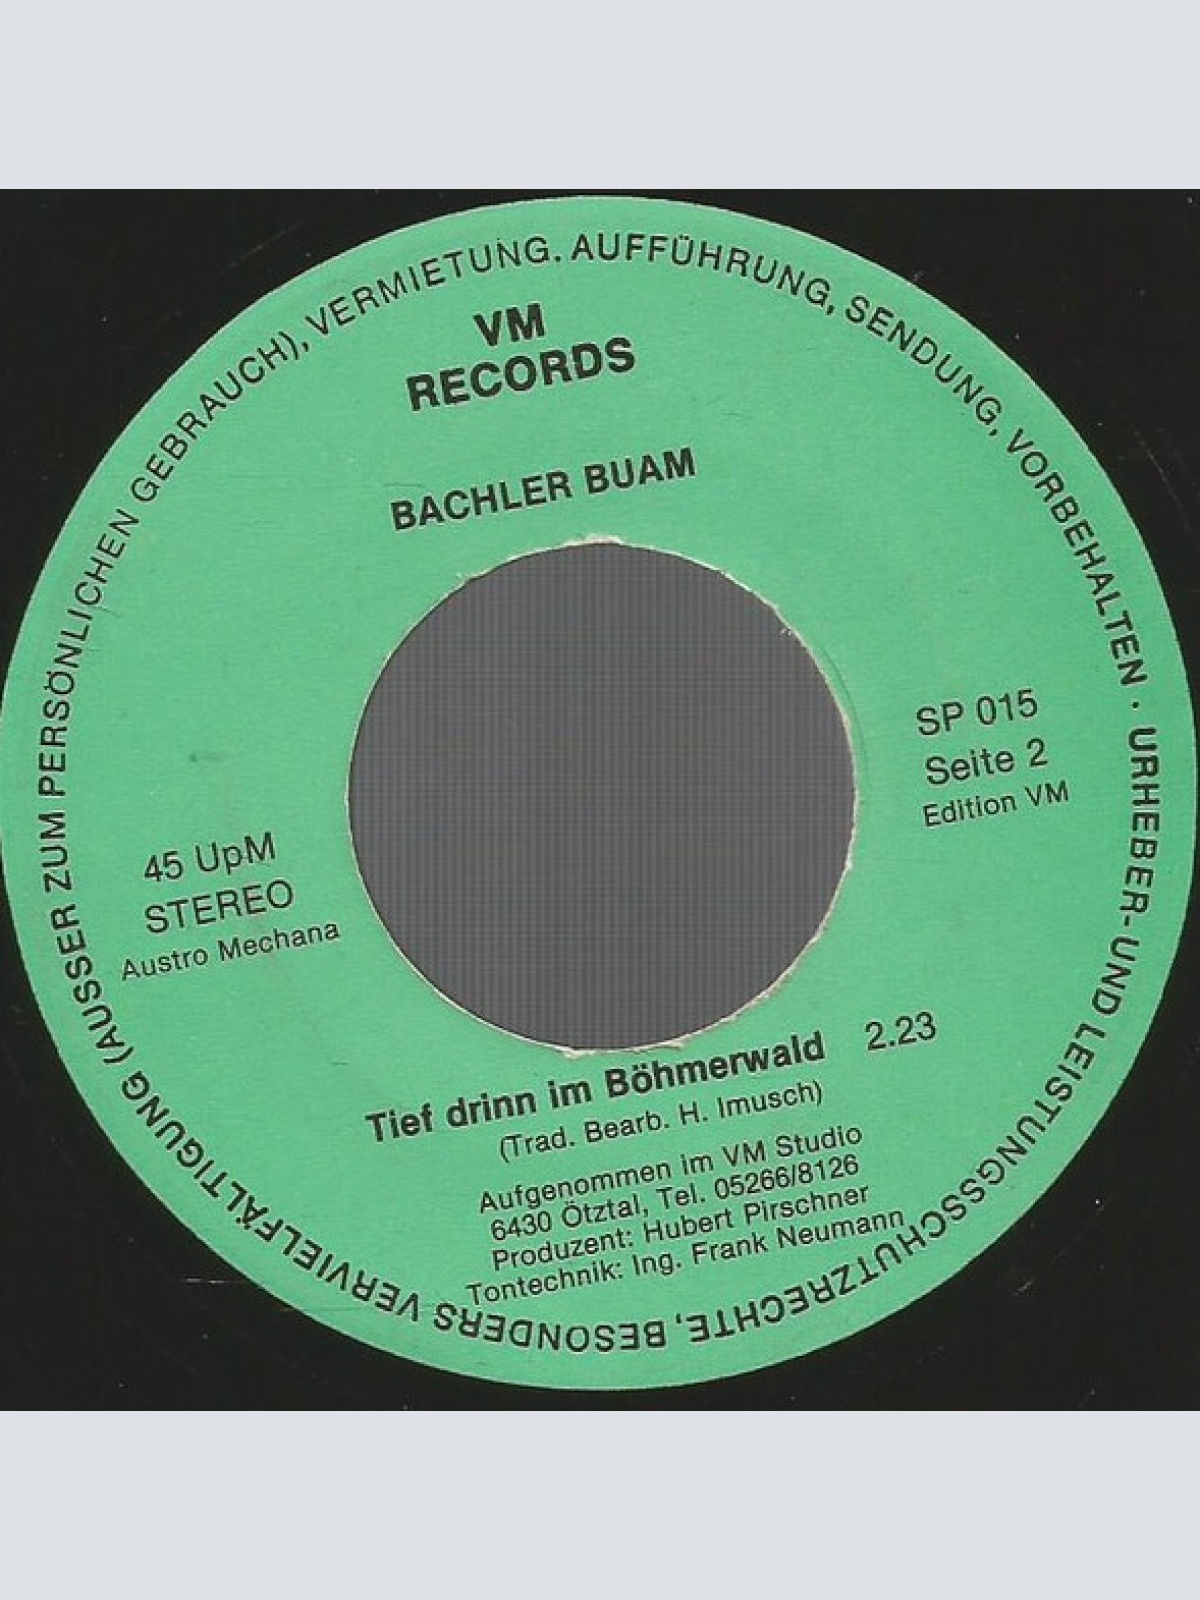 VM
RECORDS
BACHLER BUAM
SP 015
Seite 2
Edition VM
45 UpM
STEREO
Austro Mechana
Tief drinn im Böhmerwald 2.23
(Trad. Bearb. H. Imusch)
Aufgenommen im VM Studio
6430 Ötztal, Tel. 05266/8126
Produzent: Hubert Pirschner
Tontechnik: Ing. Frank Neumann
URHEBER- UND LEISTUNGSSCHUTZRECHTE, BESONDERS VERVIELFÄLTIGUNG (AUSSER ZUM PERSÖNLICHEN GEBRAUCH), VERMIETUNG. AUFFÜHRUNG, SENDUNG, VORBEHALTEN ·